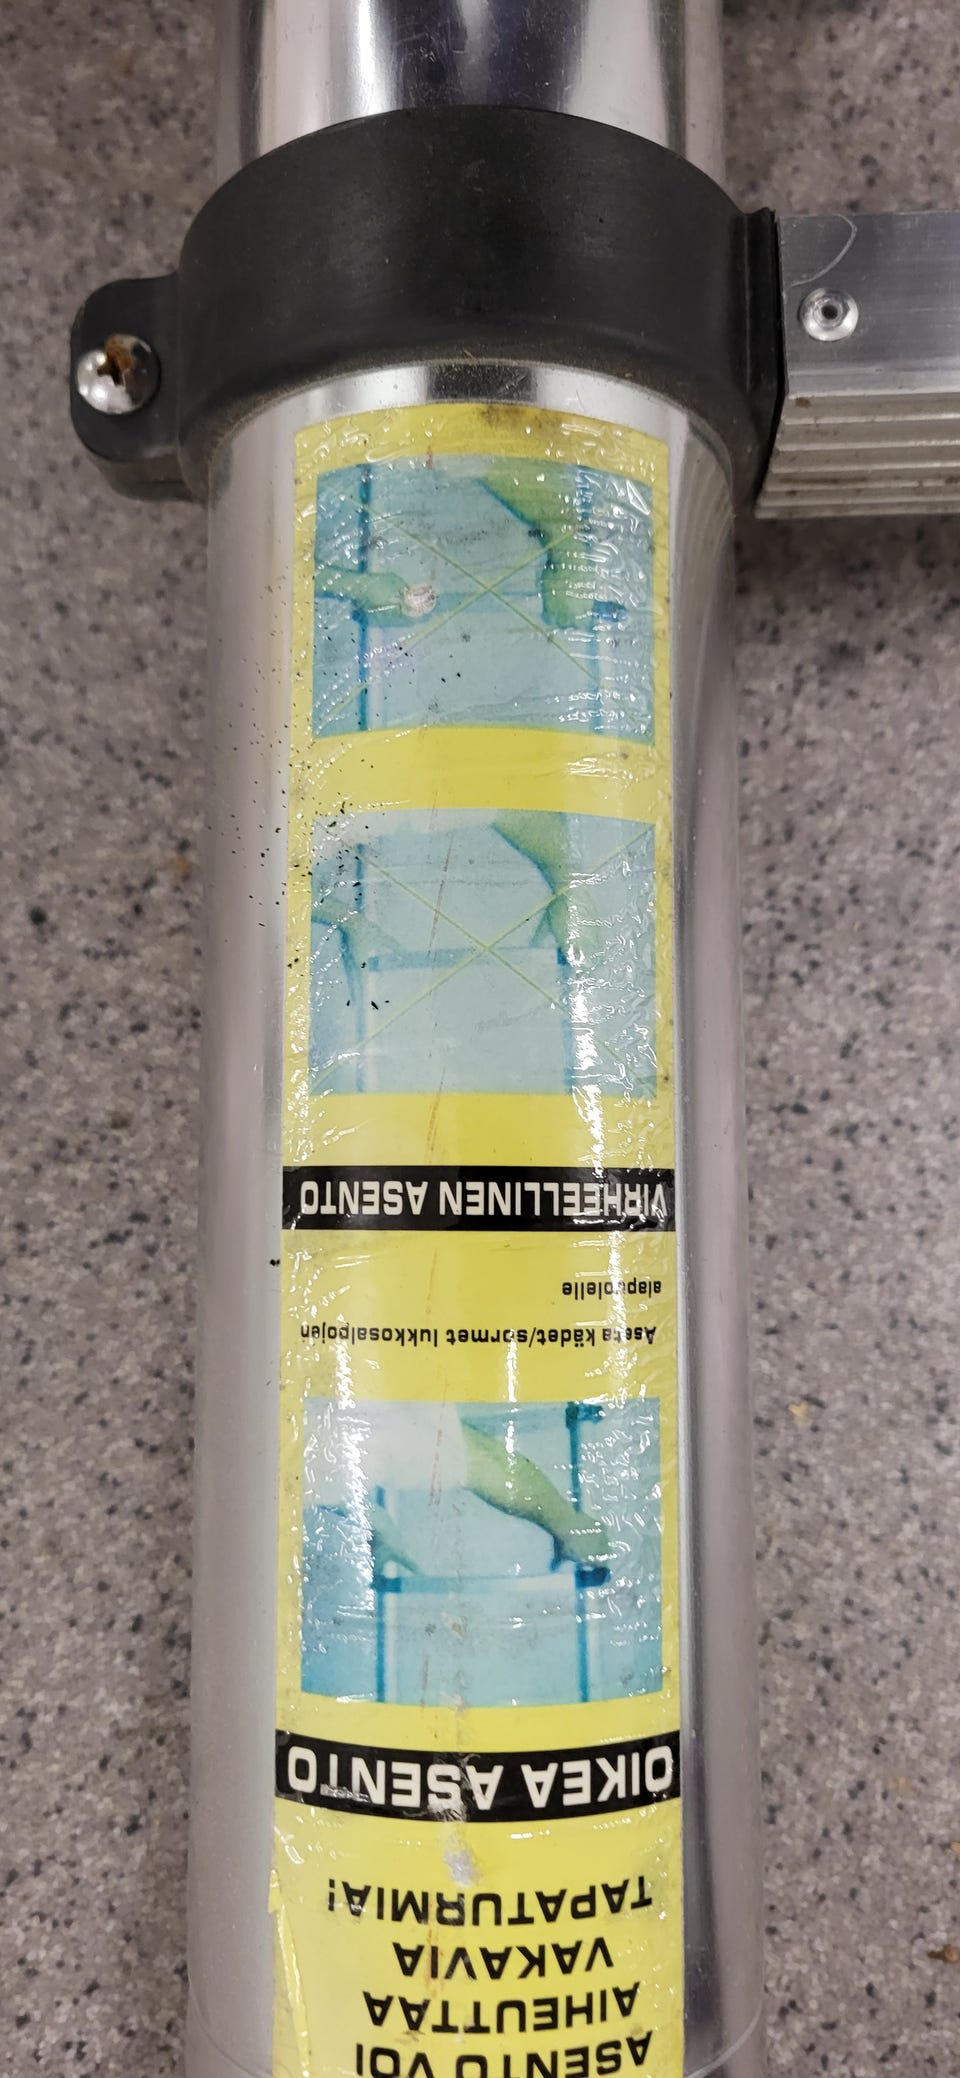 ASENTO VOI
AIHEUTTAA
VAKAVIA
TAPATURMIA!
OIKEA ASENTO
Aseta kädet/sormet lukkosalpojen
alapuolelle
VIRHEELLINEN ASENTO